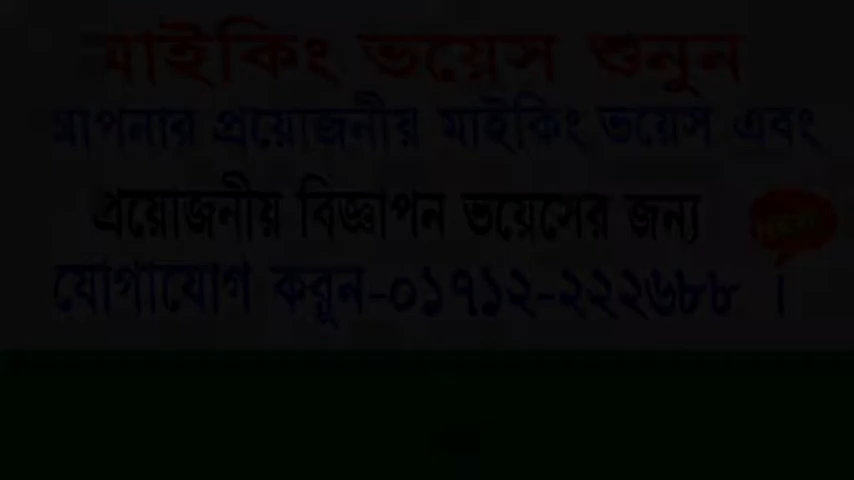 মাইকিং ভয়েস শুনুন
আপনার প্রয়োজনীয় মাইকিং ভয়েস এবং
প্রয়োজনীয় বিজ্ঞাপন ভয়েসের জন্য
যোগাযোগ করুন-০১৭১২-২২২৬৮৮ ।